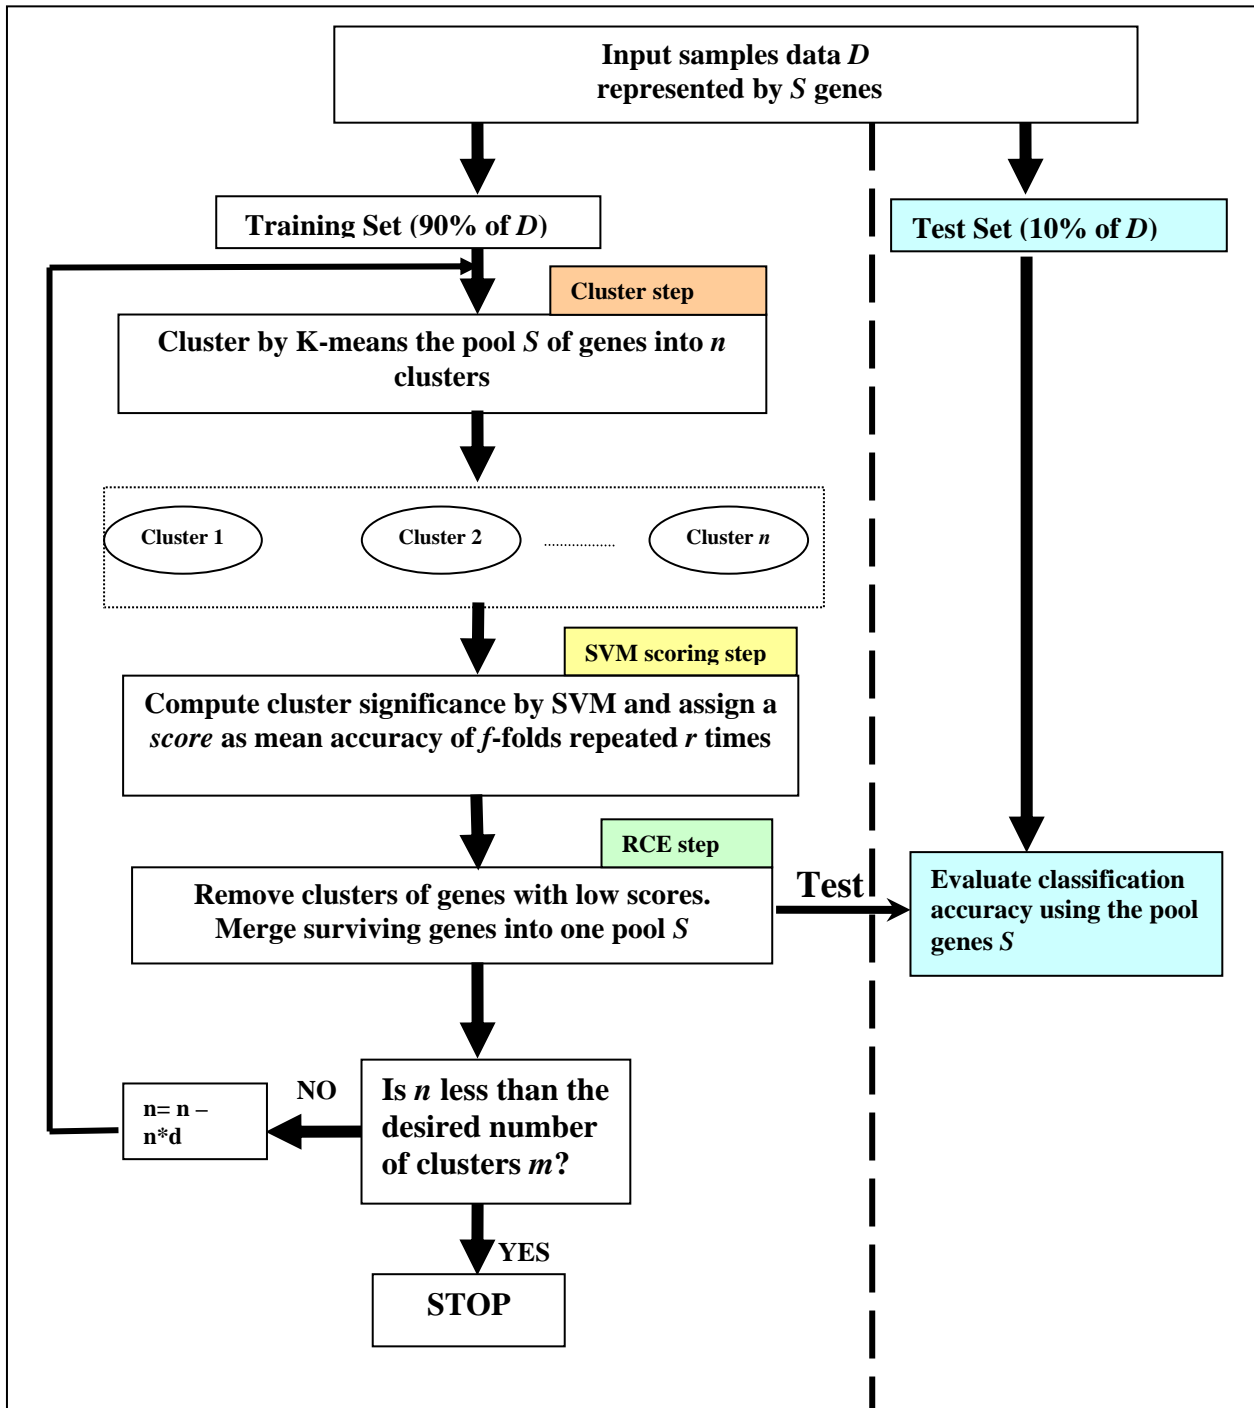 Input samples data D
represented by S genes
Training Set (90% of D)
Test Set (10% of D)
Cluster step
Cluster by K-means the pool S of genes into n
clusters
Cluster 1
Cluster 2
..................
Cluster n
SVM scoring step
Compute cluster significance by SVM and assign a
score as mean accuracy of f-folds repeated r times
RCE step
Remove clusters of genes with low scores.
Merge surviving genes into one pool S
Test
Evaluate classification
accuracy using the pool
genes S
Is n less than the
desired number
of clusters m?
NO
n= n –
n*d
YES
STOP